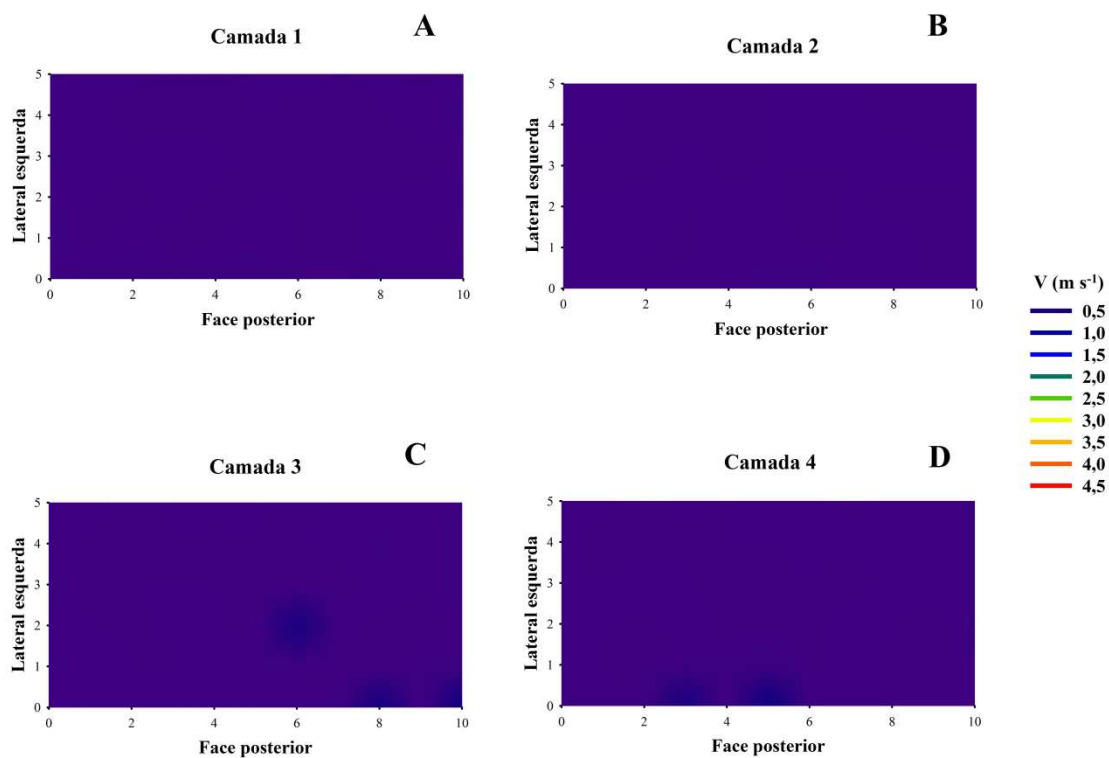 Camada 1
A
5
4
3
2
1
0
Lateral esquerda
0 2 4 6 8 10
Face posterior
Camada 2
B
5
4
3
2
1
0
Lateral esquerda
0 2 4 6 8 10
Face posterior
V (m s⁻¹)
0,5
1,0
1,5
2,0
2,5
3,0
3,5
4,0
4,5
Camada 3
C
5
4
3
2
1
0
Lateral esquerda
0 2 4 6 8 10
Face posterior
Camada 4
D
5
4
3
2
1
0
Lateral esquerda
0 2 4 6 8 10
Face posterior